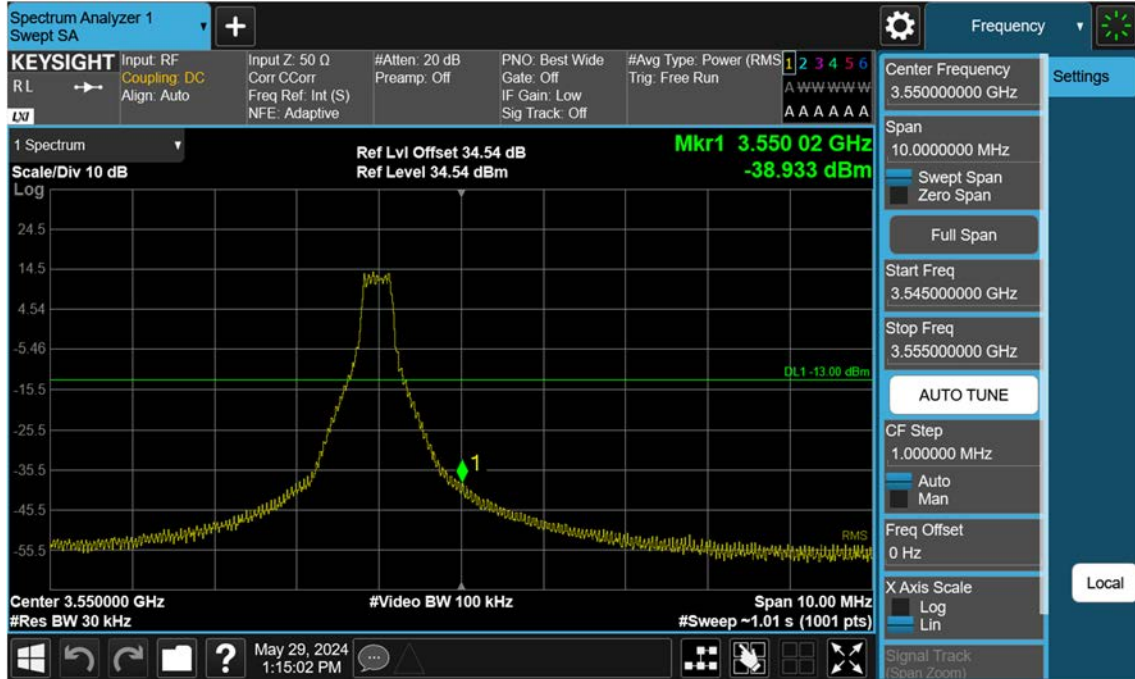 Spectrum Analyzer 1
Swept SA
Frequency
KEYSIGHT
R L
LXI
Input: RF
Coupling: DC
Align: Auto
Input Z: 50 Ω
Corr CCorr
Freq Ref: Int (S)
NFE: Adaptive
#Atten: 20 dB
Preamp: Off
PNO: Best Wide
Gate: Off
IF Gain: Low
Sig Track: Off
#Avg Type: Power (RMS
Trig: Free Run
1 2 3 4 5 6
A W W W W W
A A A A A A
1 Spectrum
Scale/Div 10 dB
Ref Lvl Offset 34.54 dB
Ref Level 34.54 dBm
Mkr1 3.550 02 GHz
-38.933 dBm
Log
24.5
14.5
4.54
-5.46
DL1 -13.00 dBm
-15.5
-25.5
1
-35.5
-45.5
RMS
-55.5
Center 3.550000 GHz
#Video BW 100 kHz
Span 10.00 MHz
#Res BW 30 kHz
#Sweep ~1.01 s (1001 pts)
Center Frequency
3.550000000 GHz
Settings
Span
10.0000000 MHz
Swept Span
Zero Span
Full Span
Start Freq
3.545000000 GHz
Stop Freq
3.555000000 GHz
AUTO TUNE
CF Step
1.000000 MHz
Auto
Man
Freq Offset
0 Hz
X Axis Scale
Log
Lin
Local
Signal Track
(Span Zoom)
?
May 29, 2024
1:15:02 PM